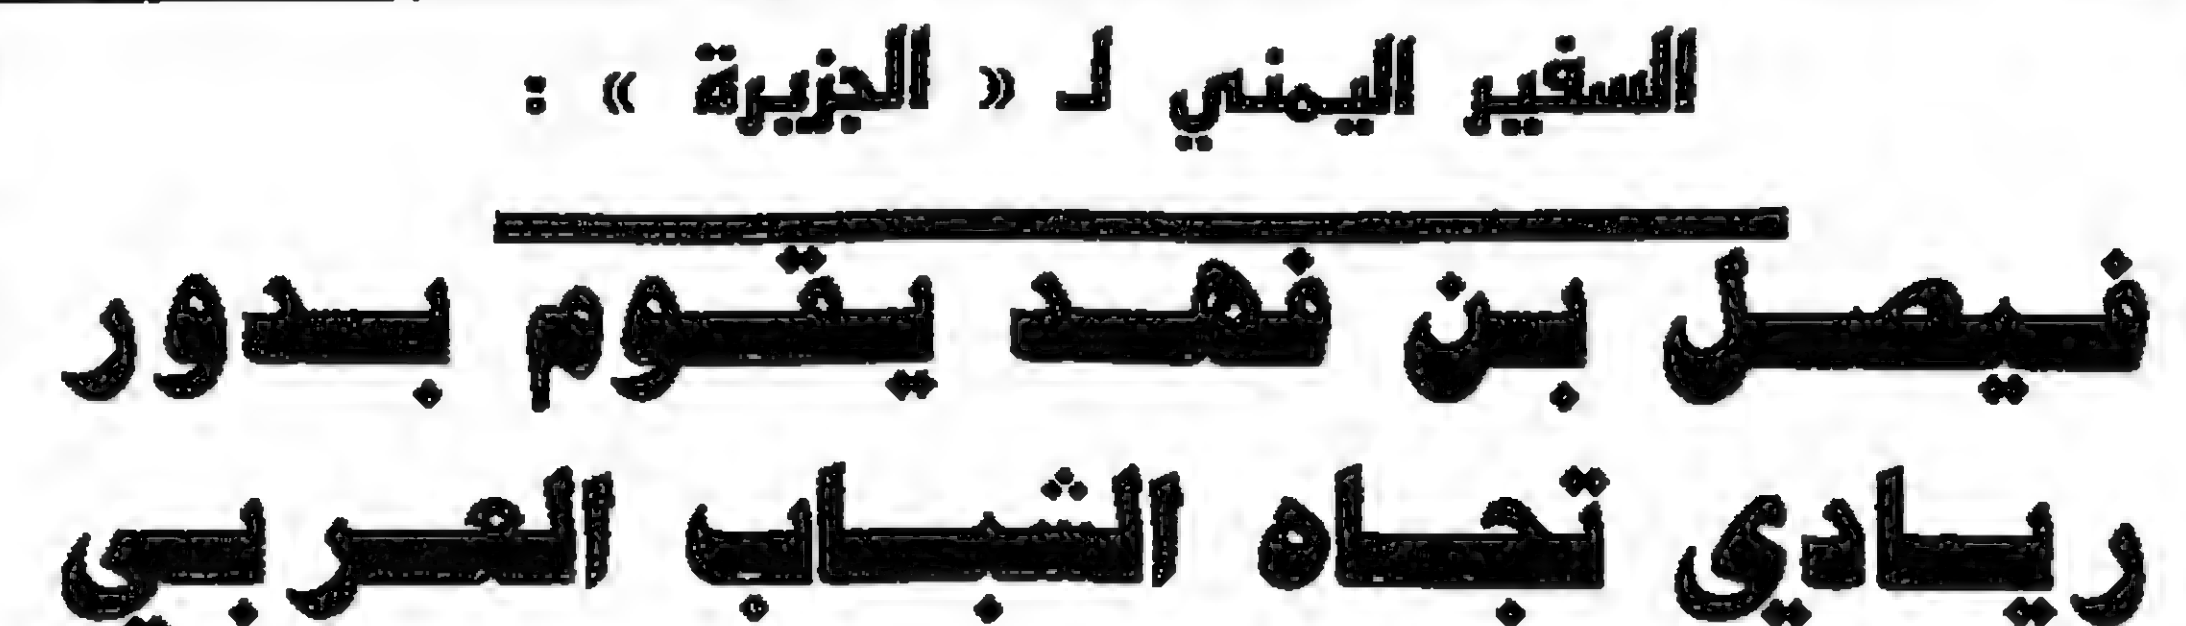 السفير اليمني لـ « الجزيرة » :
فيصل بن فهد يقوم بدور
ريادي تجاه الشباب العربي